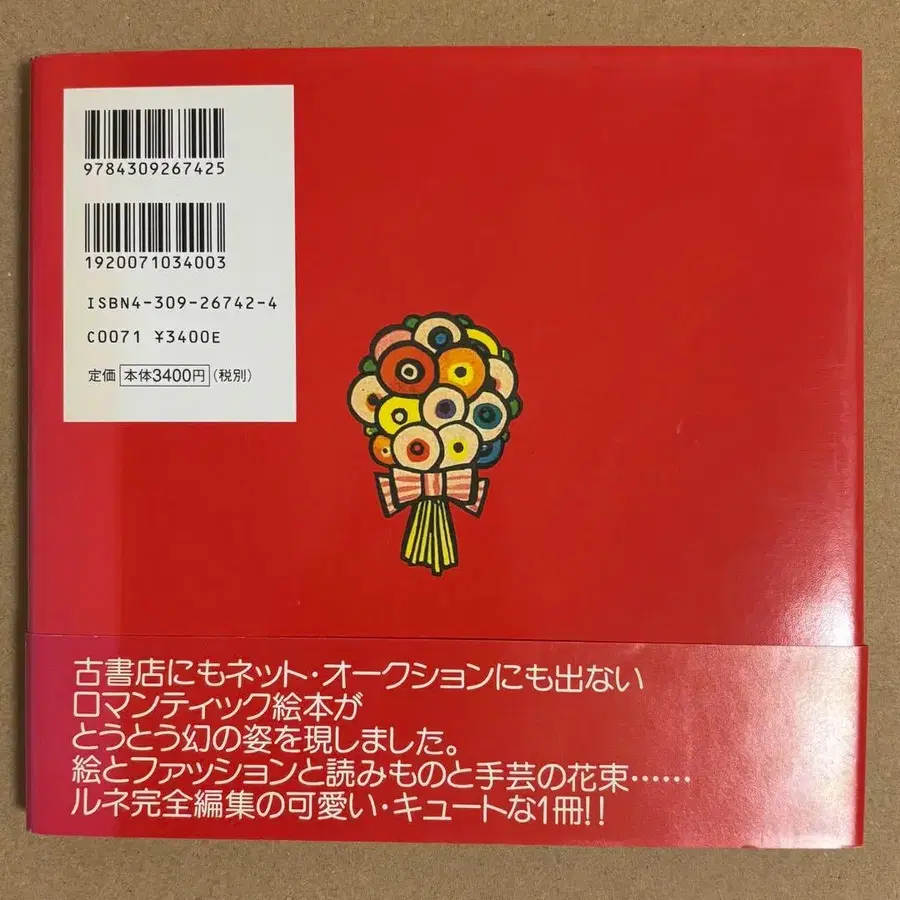 9784309267425
1920071034003
ISBN4-309-26742-4
C0071 ¥3400E
定価 本体3400円 (税別)
古書店にもネット・オークションにも出ない
ロマンティック絵本が
とうとう幻の姿を現しました。
絵とファッションと読みものと手芸の花束……
ルネ完全編集の可愛い・キュートな1冊!!